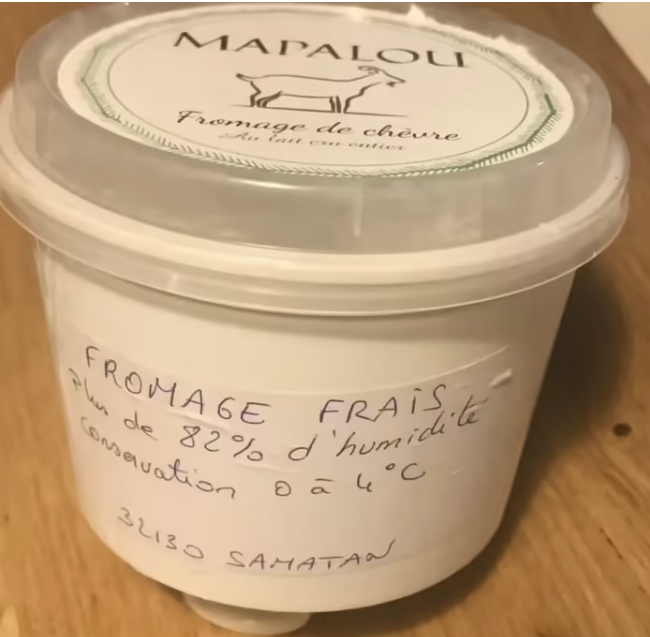 MAPALOU
Fromage de chèvre
Au lait cru entier
FROMAGE FRAIS
Plus de 82% d'humidité
conservation 0 à 4°C
32130 SAMATAN